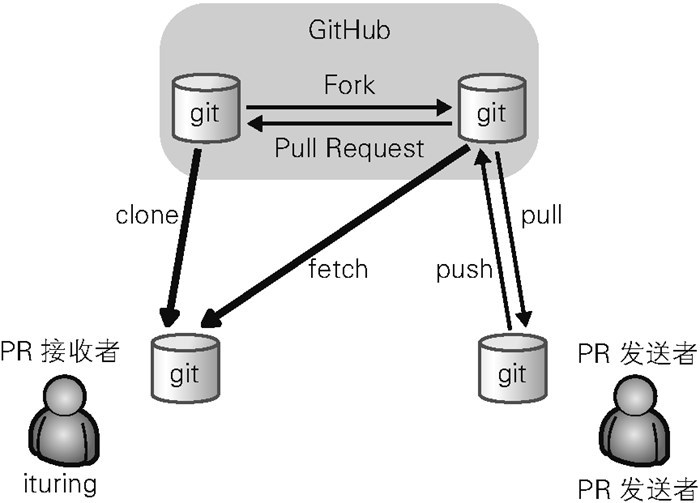 GitHub
Fork
git
git
Pull Request
clone
pull
fetch
push
PR 接收者
PR 发送者
git
git
ituring
PR 发送者